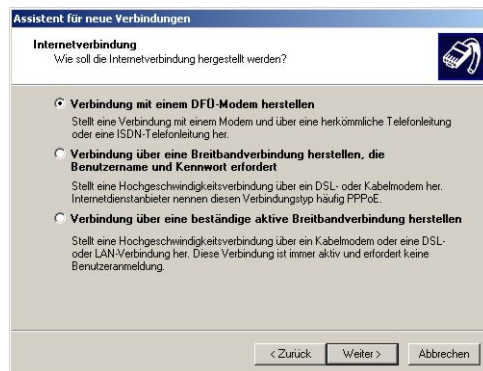 Assistent für neue Verbindungen
Internetverbindung
Wie soll die Internetverbindung hergestellt werden?
Verbindung mit einem DFÜ-Modem herstellen
Stellt eine Verbindung mit einem Modem und über eine herkömmliche Telefonleitung
oder eine ISDN-Telefonleitung her.
Verbindung über eine Breitbandverbindung herstellen, die
Benutzername und Kennwort erfordert
Stellt eine Hochgeschwindigkeitsverbindung über ein DSL- oder Kabelmodem her.
Internetdienstanbieter nennen diesen Verbindungstyp häufig PPPoE.
Verbindung über eine beständige aktive Breitbandverbindung herstellen
Stellt eine Hochgeschwindigkeitsverbindung über ein Kabelmodem oder eine DSL-
oder LAN-Verbindung her. Diese Verbindung ist immer aktiv und erfordert keine
Benutzeranmeldung.
< Zurück Weiter > Abbrechen